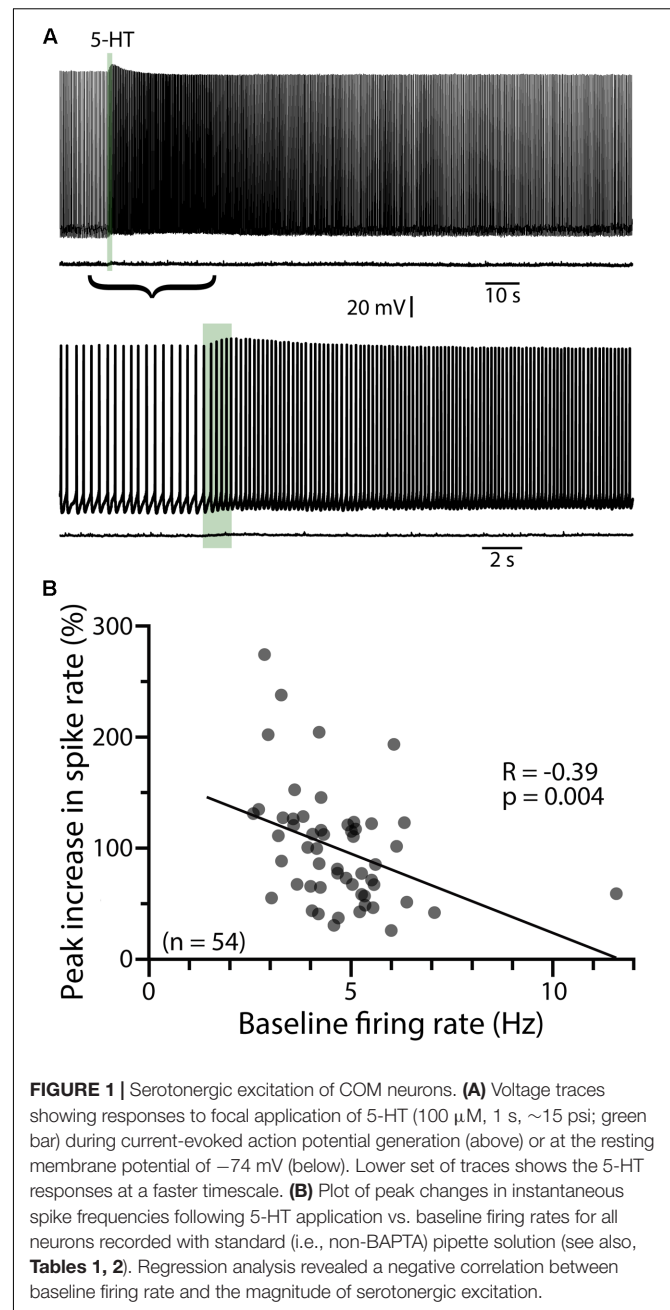 A
5-HT
10 s
20 mV
2 s
B
Peak increase in spike rate (%)
300
200
100
0
R = -0.39
p = 0.004
(n = 54)
0
5
10
Baseline firing rate (Hz)
FIGURE 1 | Serotonergic excitation of COM neurons. (A) Voltage traces
showing responses to focal application of 5-HT (100 μM, 1 s, ∼15 psi; green
bar) during current-evoked action potential generation (above) or at the resting
membrane potential of −74 mV (below). Lower set of traces shows the 5-HT
responses at a faster timescale. (B) Plot of peak changes in instantaneous
spike frequencies following 5-HT application vs. baseline firing rates for all
neurons recorded with standard (i.e., non-BAPTA) pipette solution (see also,
Tables 1, 2). Regression analysis revealed a negative correlation between
baseline firing rate and the magnitude of serotonergic excitation.